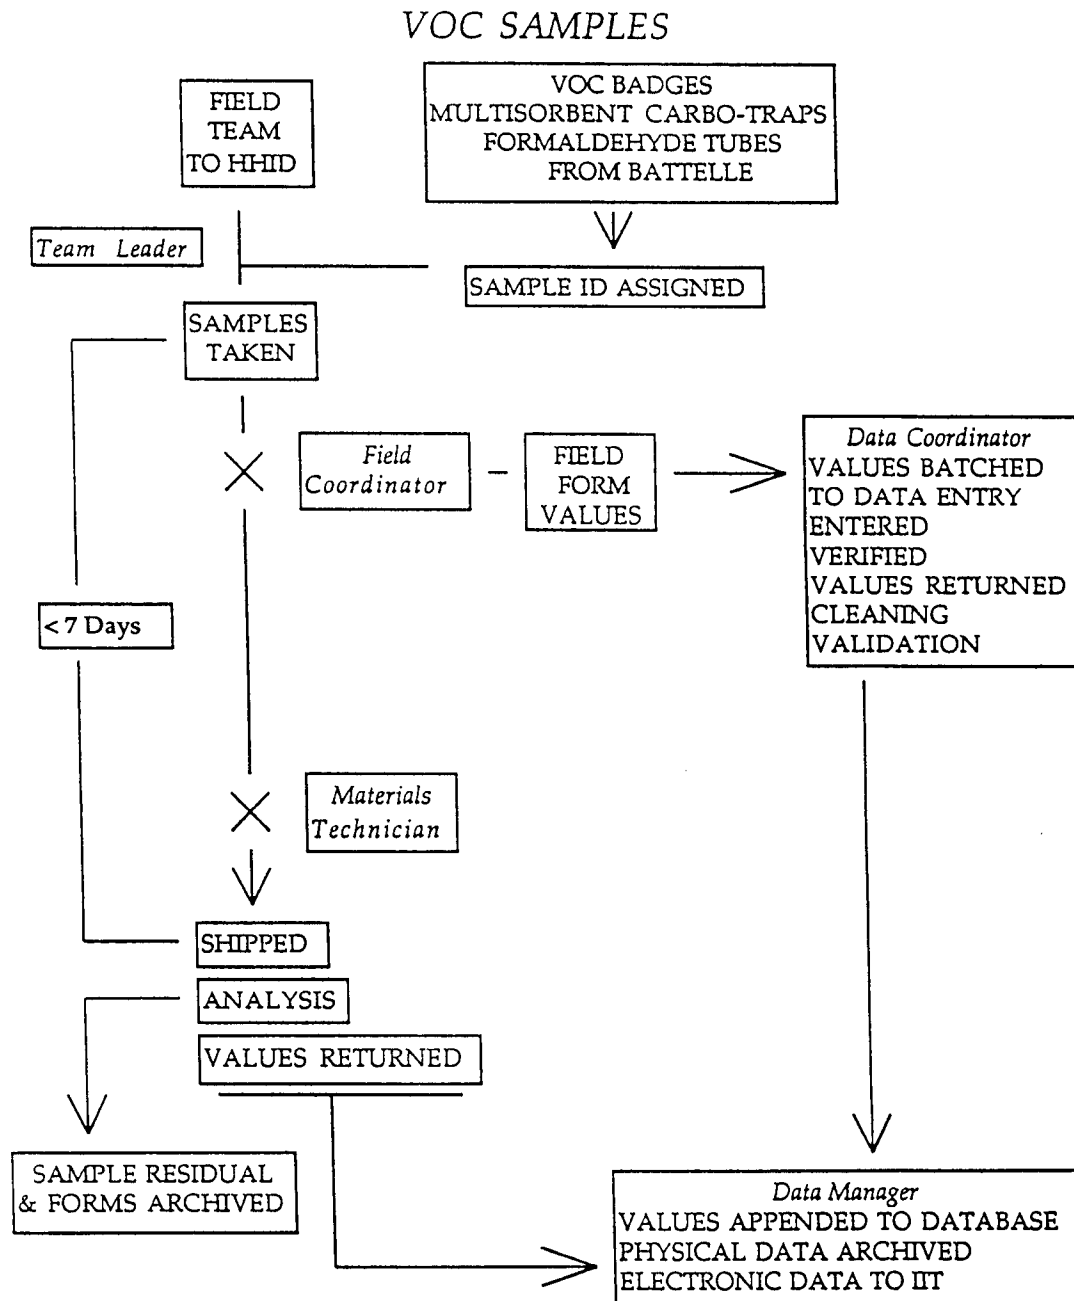 VOC SAMPLES
FIELD
TEAM
TO HHID
VOC BADGES
MULTISORBENT CARBO-TRAPS
FORMALDEHYDE TUBES
FROM BATTELLE
Team Leader
SAMPLE ID ASSIGNED
SAMPLES
TAKEN
Field
Coordinator
FIELD
FORM
VALUES
Data Coordinator
VALUES BATCHED
TO DATA ENTRY
ENTERED
VERIFIED
VALUES RETURNED
CLEANING
VALIDATION
< 7 Days
Materials
Technician
SHIPPED
ANALYSIS
VALUES RETURNED
SAMPLE RESIDUAL
& FORMS ARCHIVED
Data Manager
VALUES APPENDED TO DATABASE
PHYSICAL DATA ARCHIVED
ELECTRONIC DATA TO IIT